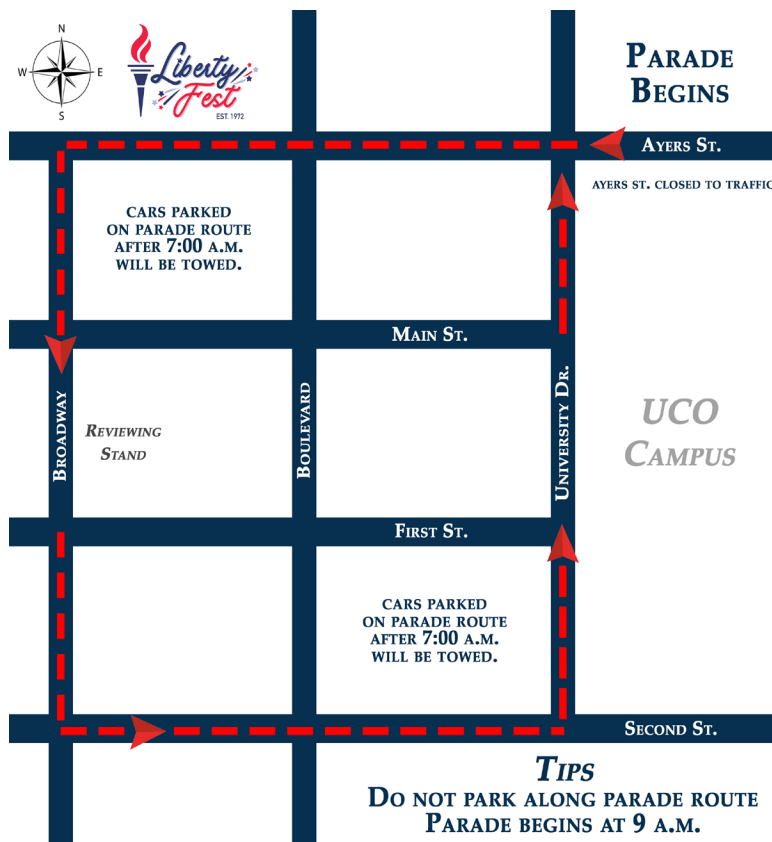 N
W E
S
Liberty
Fest
EST. 1972
PARADE
BEGINS
AYERS ST.
AYERS ST. CLOSED TO TRAFFIC
CARS PARKED
ON PARADE ROUTE
AFTER 7:00 A.M.
WILL BE TOWED.
MAIN ST.
BROADWAY
REVIEWING
STAND
BOULEVARD
UNIVERSITY DR.
UCO
CAMPUS
FIRST ST.
CARS PARKED
ON PARADE ROUTE
AFTER 7:00 A.M.
WILL BE TOWED.
SECOND ST.
TIPS
DO NOT PARK ALONG PARADE ROUTE
PARADE BEGINS AT 9 A.M.